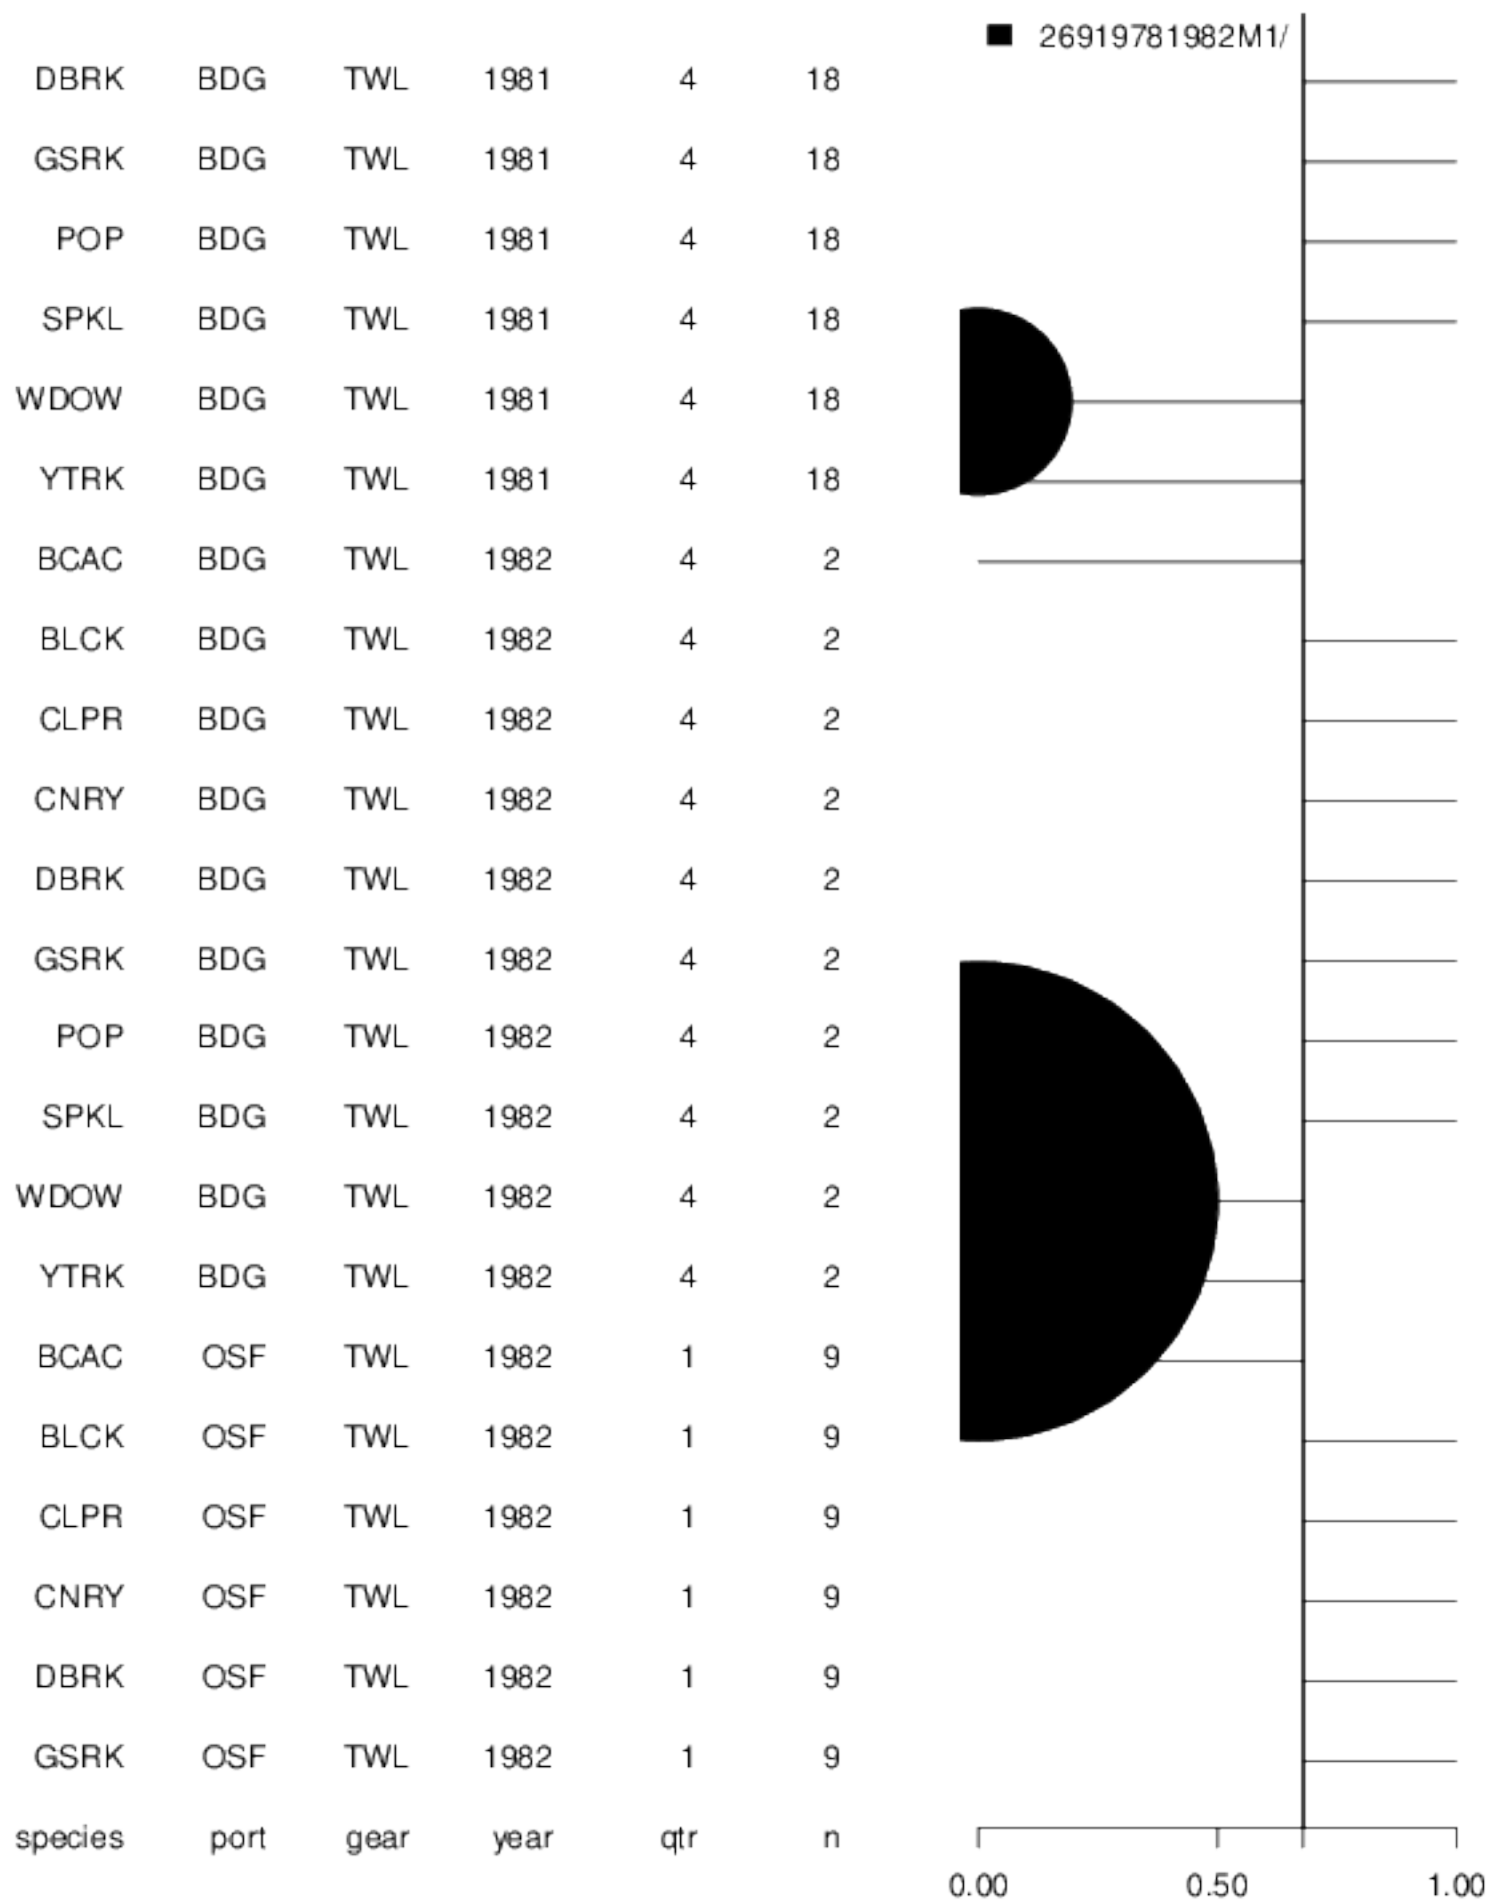 26919781982M1/
DBRK BDG TWL 1981 4 18
GSRK BDG TWL 1981 4 18
POP BDG TWL 1981 4 18
SPKL BDG TWL 1981 4 18
WDOW BDG TWL 1981 4 18
YTRK BDG TWL 1981 4 18
BCAC BDG TWL 1982 4 2
BLCK BDG TWL 1982 4 2
CLPR BDG TWL 1982 4 2
CNRY BDG TWL 1982 4 2
DBRK BDG TWL 1982 4 2
GSRK BDG TWL 1982 4 2
POP BDG TWL 1982 4 2
SPKL BDG TWL 1982 4 2
WDOW BDG TWL 1982 4 2
YTRK BDG TWL 1982 4 2
BCAC OSF TWL 1982 1 9
BLCK OSF TWL 1982 1 9
CLPR OSF TWL 1982 1 9
CNRY OSF TWL 1982 1 9
DBRK OSF TWL 1982 1 9
GSRK OSF TWL 1982 1 9
species port gear year qtr n
0.00 0.50 1.00